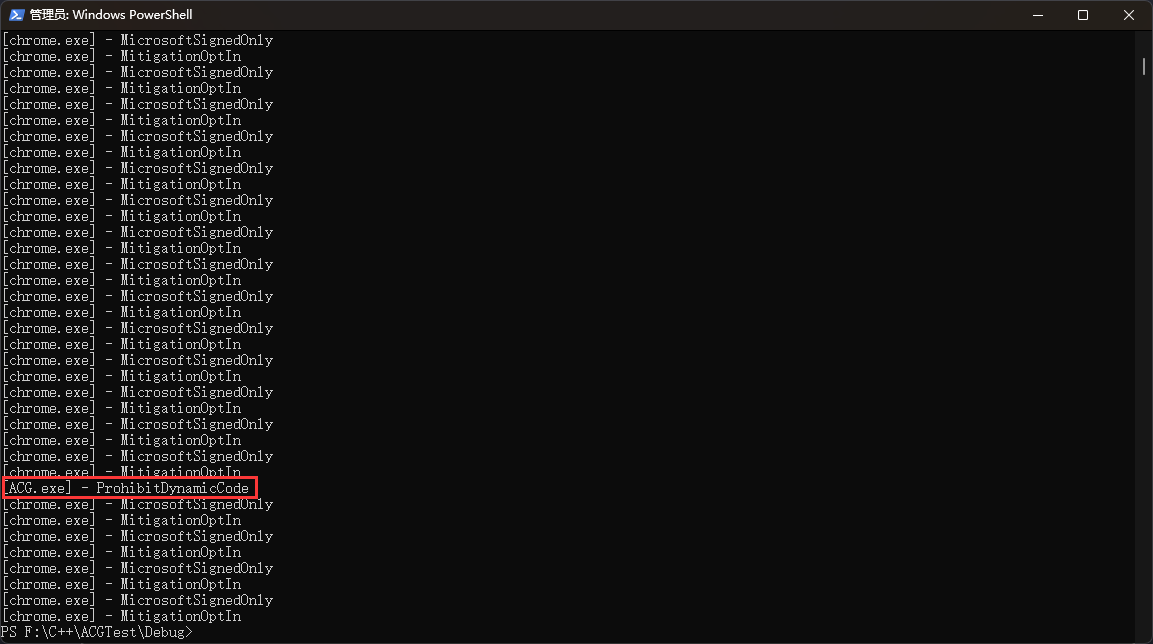 管理员: Windows PowerShell
[chrome.exe] - MicrosoftSignedOnly
[chrome.exe] - MitigationOptIn
[chrome.exe] - MicrosoftSignedOnly
[chrome.exe] - MitigationOptIn
[chrome.exe] - MicrosoftSignedOnly
[chrome.exe] - MitigationOptIn
[chrome.exe] - MicrosoftSignedOnly
[chrome.exe] - MitigationOptIn
[chrome.exe] - MicrosoftSignedOnly
[chrome.exe] - MitigationOptIn
[chrome.exe] - MicrosoftSignedOnly
[chrome.exe] - MitigationOptIn
[chrome.exe] - MicrosoftSignedOnly
[chrome.exe] - MitigationOptIn
[chrome.exe] - MicrosoftSignedOnly
[chrome.exe] - MitigationOptIn
[chrome.exe] - MicrosoftSignedOnly
[chrome.exe] - MitigationOptIn
[chrome.exe] - MicrosoftSignedOnly
[chrome.exe] - MitigationOptIn
[chrome.exe] - MicrosoftSignedOnly
[chrome.exe] - MitigationOptIn
[chrome.exe] - MicrosoftSignedOnly
[chrome.exe] - MitigationOptIn
[chrome.exe] - MicrosoftSignedOnly
[chrome.exe] - MitigationOptIn
[chrome.exe] - MicrosoftSignedOnly
[chrome.exe] - MitigationOptIn
[ACG.exe] - ProhibitDynamicCode
[chrome.exe] - MicrosoftSignedOnly
[chrome.exe] - MitigationOptIn
[chrome.exe] - MicrosoftSignedOnly
[chrome.exe] - MitigationOptIn
[chrome.exe] - MicrosoftSignedOnly
[chrome.exe] - MitigationOptIn
[chrome.exe] - MicrosoftSignedOnly
[chrome.exe] - MitigationOptIn
PS F:\C++\ACGTest\Debug>